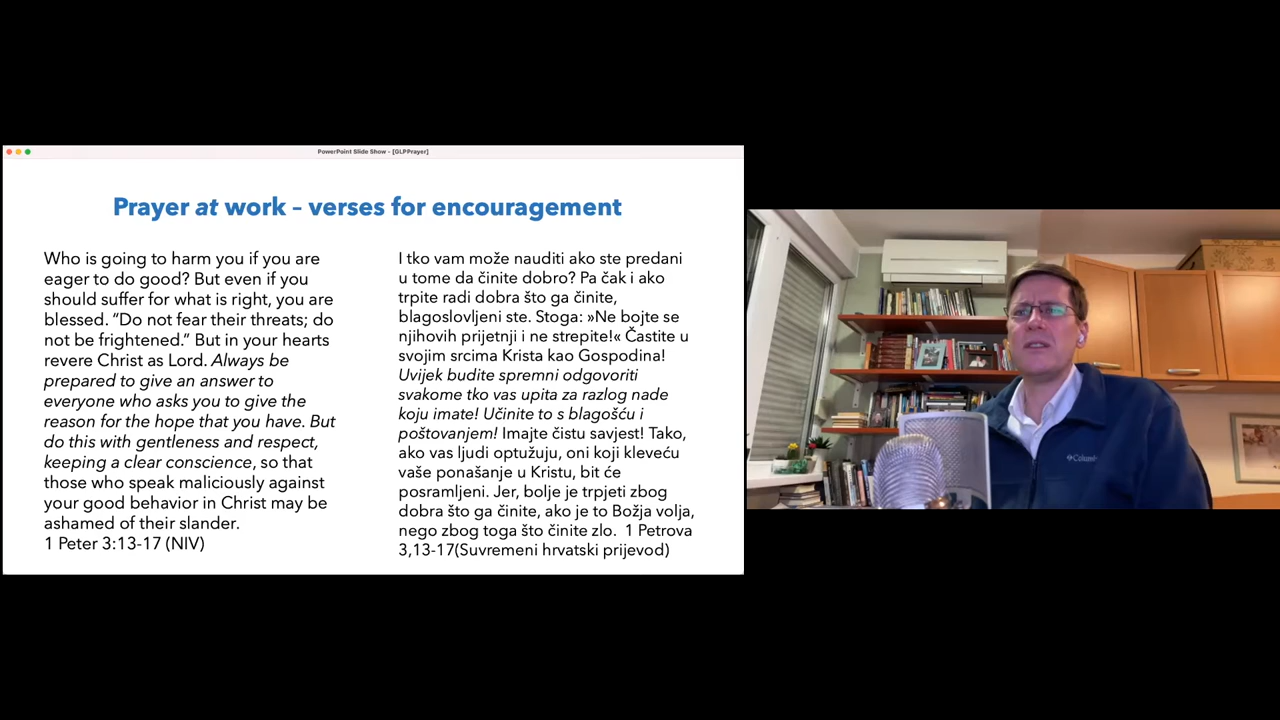 PowerPoint Slide Show - [GLPPrayer]
Prayer at work – verses for encouragement
Who is going to harm you if you are
eager to do good? But even if you
should suffer for what is right, you are
blessed. “Do not fear their threats; do
not be frightened.” But in your hearts
revere Christ as Lord. Always be
prepared to give an answer to
everyone who asks you to give the
reason for the hope that you have. But
do this with gentleness and respect,
keeping a clear conscience, so that
those who speak maliciously against
your good behavior in Christ may be
ashamed of their slander.
1 Peter 3:13-17 (NIV)
I tko vam može nauditi ako ste predani
u tome da činite dobro? Pa čak i ako
trpite radi dobra što ga činite,
blagoslovljeni ste. Stoga: »Ne bojte se
njihovih prijetnji i ne strepite!« Častite u
svojim srcima Krista kao Gospodina!
Uvijek budite spremni odgovoriti
svakome tko vas upita za razlog nade
koju imate! Učinite to s blagošću i
poštovanjem! Imajte čistu savjest! Tako,
ako vas ljudi optužuju, oni koji kleveću
vaše ponašanje u Kristu, bit će
posramljeni. Jer, bolje je trpjeti zbog
dobra što ga činite, ako je to Božja volja,
nego zbog toga što činite zlo.  1 Petrova
3,13-17(Suvremeni hrvatski prijevod)